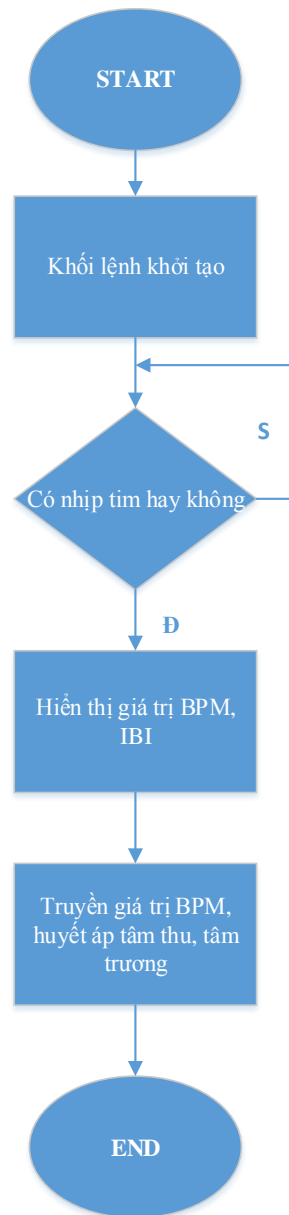 START
Khối lệnh khởi tạo
S
Có nhịp tim hay không
Đ
Hiển thị giá trị BPM,
IBI
Truyền giá trị BPM,
huyết áp tâm thu, tâm
trương
END